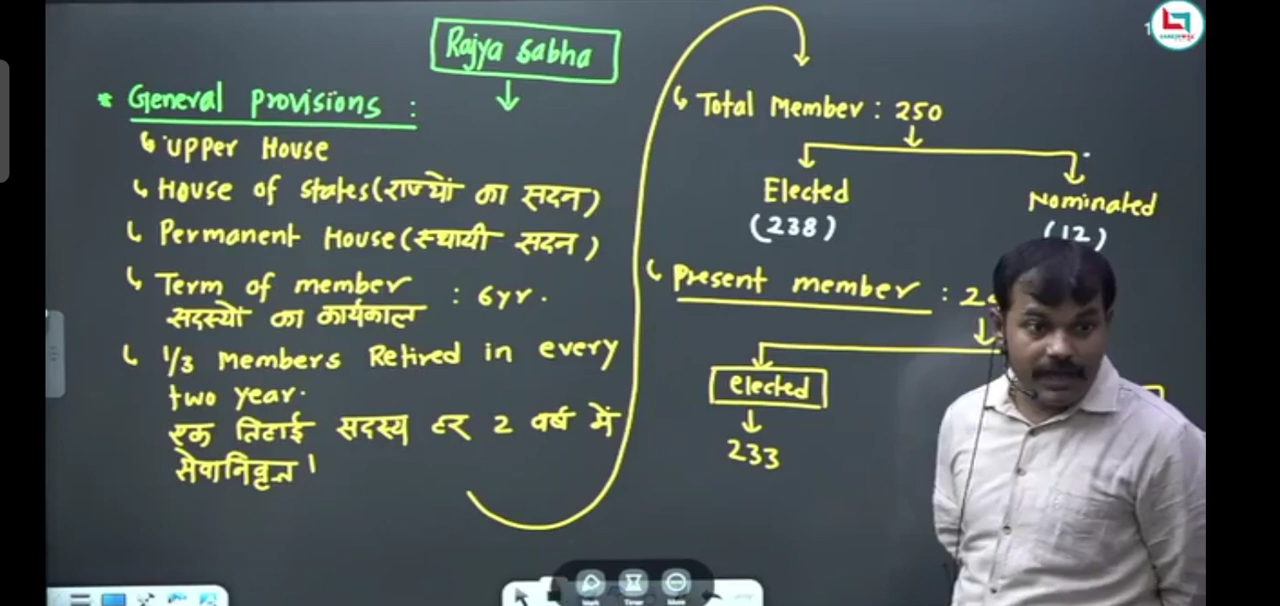 Rajya Sabha
* General Provisions :
Upper House
House of states (राज्यों का सदन)
Permanent House (स्थायी सदन)
Term of member : 6yr.
सदस्यों का कार्यकाल
1/3 Members Retired in every
two year.
एक तिहाई सदस्य हर 2 वर्ष में
सेवानिवृत्त।
Total Member : 250
Elected Nominated
(238) (12)
Present member :
Elected
233